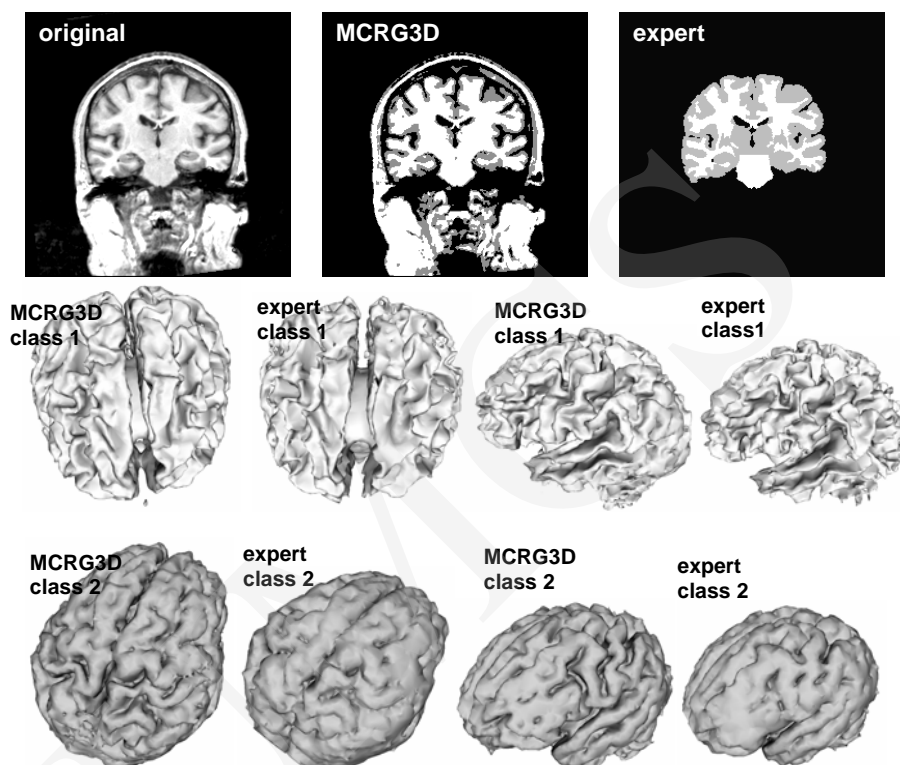 original
MCRG3D
expert
MCRG3D
class 1
expert
class 1
MCRG3D
class 1
expert
class1
MCRG3D
class 2
expert
class 2
MCRG3D
class 2
expert
class 2
MGS